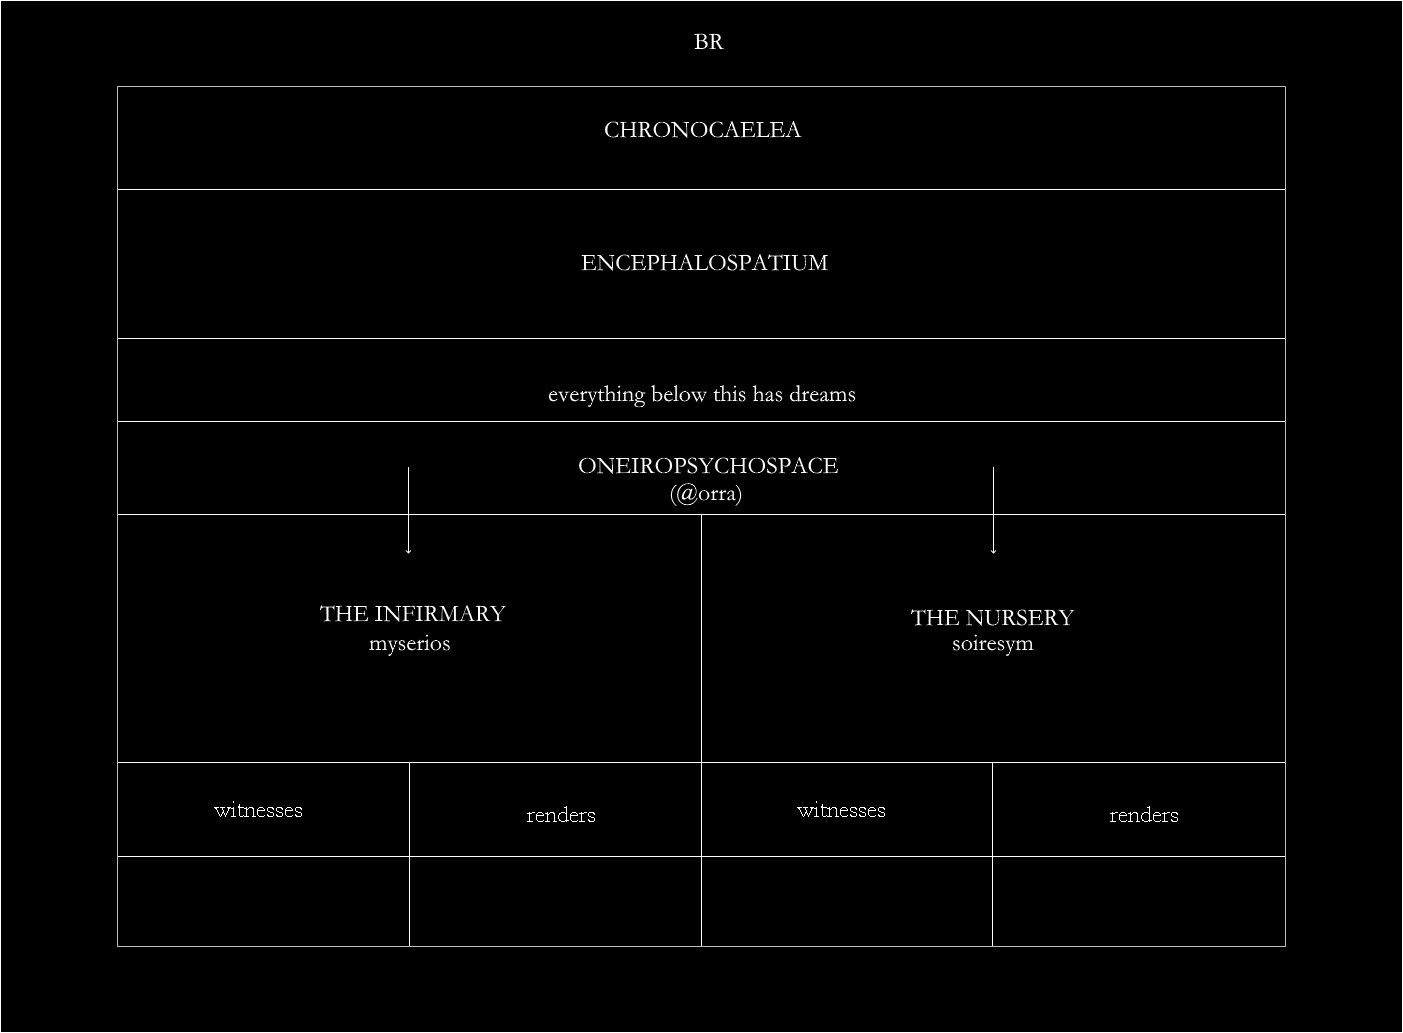 BR
CHRONOCAELEA
ENCEPHALOSPATIUM
everything below this has dreams
ONEIROPSYCHOSPACE
(@orra)
THE INFIRMARY
myserios
THE NURSERY
soiresym
witnesses
renders
witnesses
renders